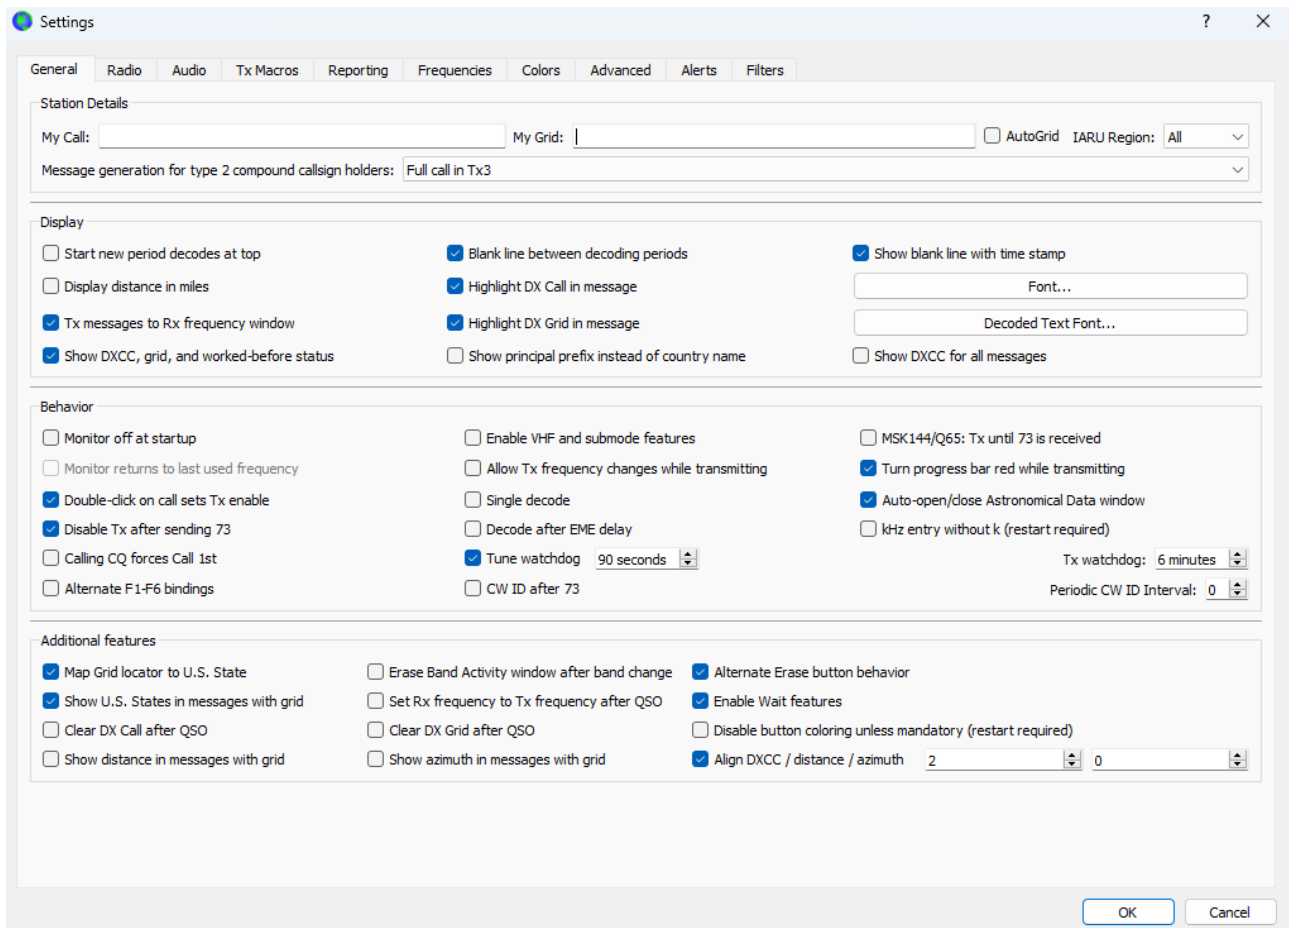 Settings ?
General Radio Audio Tx Macros Reporting Frequencies Colors Advanced Alerts Filters
Station Details
My Call: My Grid: AutoGrid IARU Region: All
Message generation for type 2 compound callsign holders: Full call in Tx3
Display
Start new period decodes at top Blank line between decoding periods Show blank line with time stamp
Display distance in miles Highlight DX Call in message Font...
Tx messages to Rx frequency window Highlight DX Grid in message Decoded Text Font...
Show DXCC, grid, and worked-before status Show principal prefix instead of country name Show DXCC for all messages
Behavior
Monitor off at startup Enable VHF and submode features MSK144/Q65: Tx until 73 is received
Monitor returns to last used frequency Allow Tx frequency changes while transmitting Turn progress bar red while transmitting
Double-click on call sets Tx enable Single decode Auto-open/close Astronomical Data window
Disable Tx after sending 73 Decode after EME delay kHz entry without k (restart required)
Calling CQ forces Call 1st Tune watchdog 90 seconds Tx watchdog: 6 minutes
Alternate F1-F6 bindings CW ID after 73 Periodic CW ID Interval: 0
Additional features
Map Grid locator to U.S. State Erase Band Activity window after band change Alternate Erase button behavior
Show U.S. States in messages with grid Set Rx frequency to Tx frequency after QSO Enable Wait features
Clear DX Call after QSO Clear DX Grid after QSO Disable button coloring unless mandatory (restart required)
Show distance in messages with grid Show azimuth in messages with grid Align DXCC / distance / azimuth 2 0
OK Cancel